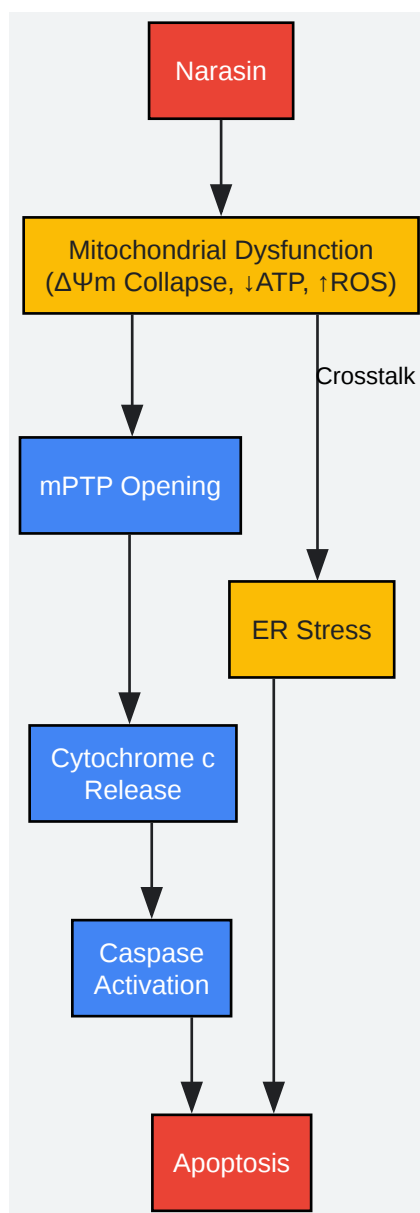 Narasin
Mitochondrial Dysfunction
(ΔΨm Collapse, ↓ATP, ↑ROS)
Crosstalk
mPTP Opening
ER Stress
Cytochrome c
Release
Caspase
Activation
Apoptosis